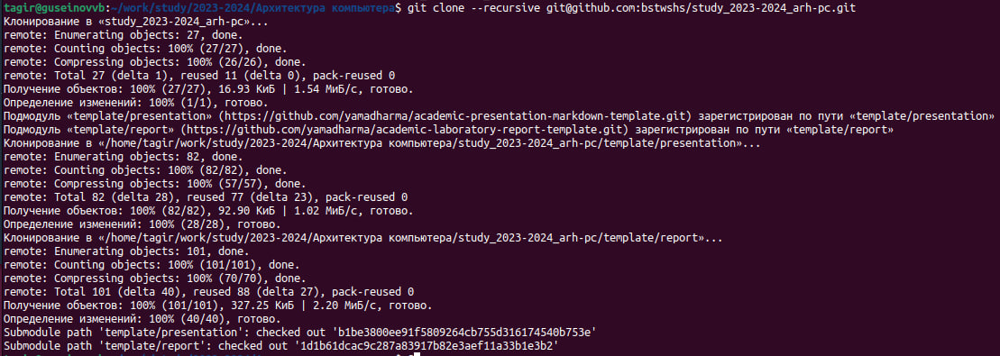 tagir@guseinovvb:~/work/study/2023-2024/Архитектура компьютера$ git clone --recursive git@github.com:bstwshs/study_2023-2024_arh-pc.git
Клонирование в «study_2023-2024_arh-pc»...
remote: Enumerating objects: 27, done.
remote: Counting objects: 100% (27/27), done.
remote: Compressing objects: 100% (26/26), done.
remote: Total 27 (delta 1), reused 11 (delta 0), pack-reused 0
Получение объектов: 100% (27/27), 16.93 КиБ | 1.54 МиБ/с, готово.
Определение изменений: 100% (1/1), готово.
Подмодуль «template/presentation» (https://github.com/yamadharma/academic-presentation-markdown-template.git) зарегистрирован по пути «template/presentation»
Подмодуль «template/report» (https://github.com/yamadharma/academic-laboratory-report-template.git) зарегистрирован по пути «template/report»
Клонирование в «/home/tagir/work/study/2023-2024/Архитектура компьютера/study_2023-2024_arh-pc/template/presentation»...
remote: Enumerating objects: 82, done.
remote: Counting objects: 100% (82/82), done.
remote: Compressing objects: 100% (57/57), done.
remote: Total 82 (delta 28), reused 77 (delta 23), pack-reused 0
Получение объектов: 100% (82/82), 92.90 КиБ | 1.02 МиБ/с, готово.
Определение изменений: 100% (28/28), готово.
Клонирование в «/home/tagir/work/study/2023-2024/Архитектура компьютера/study_2023-2024_arh-pc/template/report»...
remote: Enumerating objects: 101, done.
remote: Counting objects: 100% (101/101), done.
remote: Compressing objects: 100% (70/70), done.
remote: Total 101 (delta 40), reused 88 (delta 27), pack-reused 0
Получение объектов: 100% (101/101), 327.25 КиБ | 2.20 МиБ/с, готово.
Определение изменений: 100% (40/40), готово.
Submodule path 'template/presentation': checked out 'b1be3800ee91f5809264cb755d316174540b753e'
Submodule path 'template/report': checked out '1d1b61dcac9c287a83917b82e3aef11a33b1e3b2'